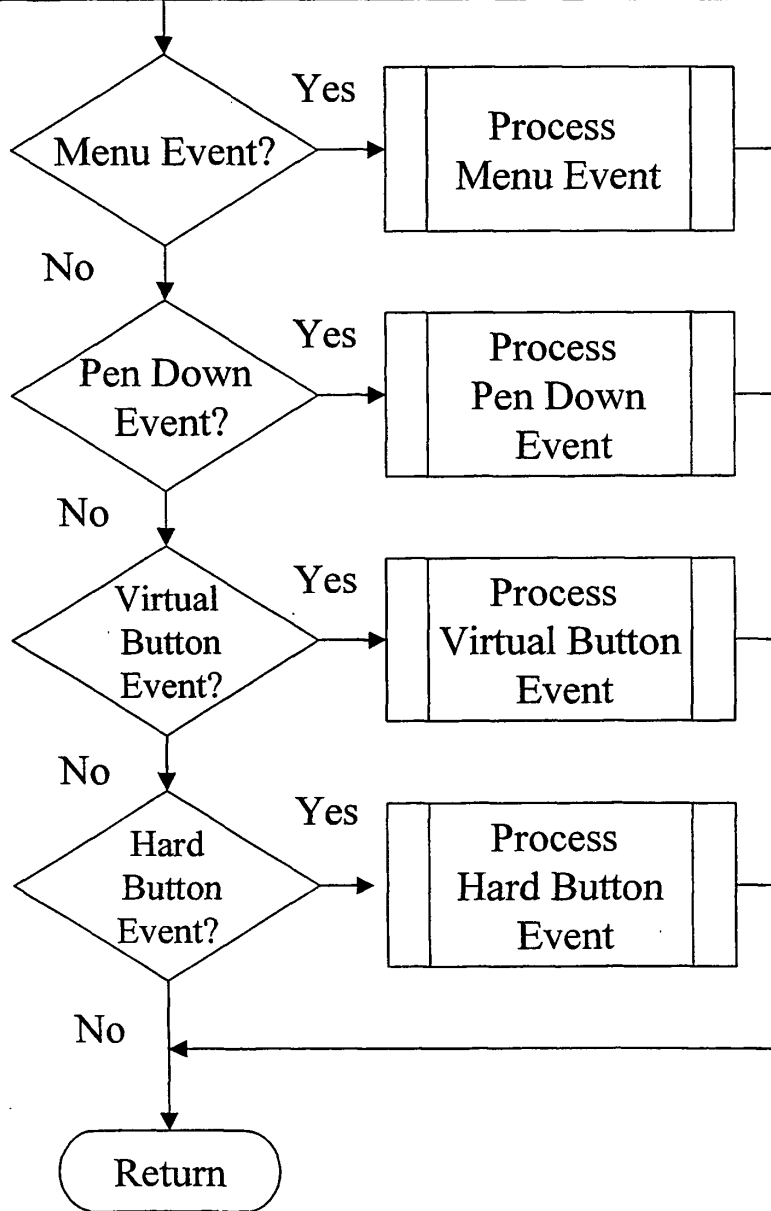 Yes
Menu Event?
Process
Menu Event
No
Yes
Pen Down
Event?
Process
Pen Down
Event
No
Yes
Virtual
Button
Event?
Process
Virtual Button
Event
No
Yes
Hard
Button
Event?
Process
Hard Button
Event
No
Return